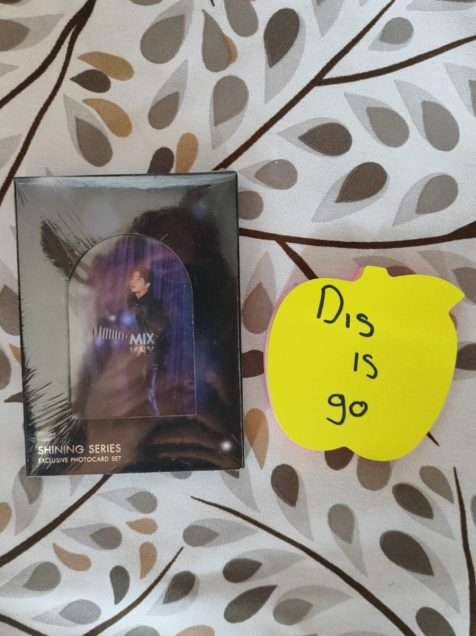 MIX
SHINING SERIES
EXCLUSIVE PHOTOCARD SET
Dis
is
go